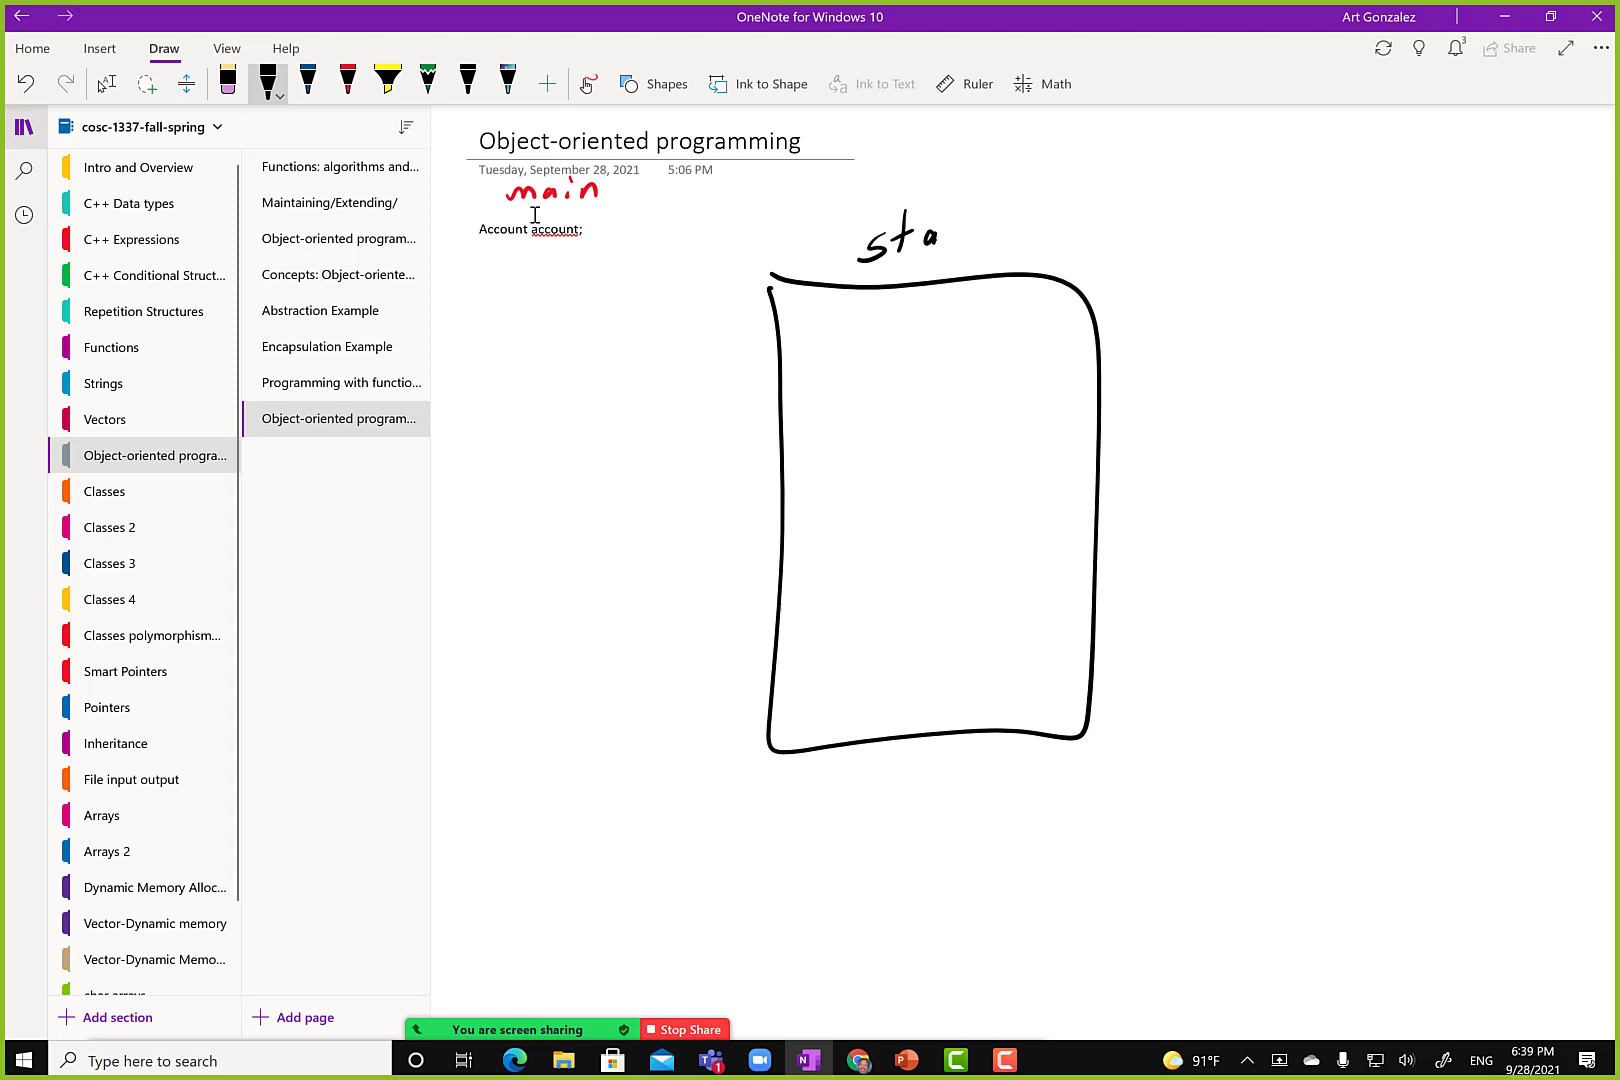 OneNote for Windows 10
Art Gonzalez
Home Insert Draw View Help
3
Share
Shapes
Ink to Shape
Ink to Text
Ruler
Math
cosc-1337-fall-spring
Intro and Overview
C++ Data types
C++ Expressions
C++ Conditional Struct...
Repetition Structures
Functions
Strings
Vectors
Object-oriented progra...
Classes
Classes 2
Classes 3
Classes 4
Classes polymorphism...
Smart Pointers
Pointers
Inheritance
File input output
Arrays
Arrays 2
Dynamic Memory Alloc...
Vector-Dynamic memory
Vector-Dynamic Memo...
char arrays
Add section
Functions: algorithms and...
Maintaining/Extending/
Object-oriented program...
Concepts: Object-oriente...
Abstraction Example
Encapsulation Example
Programming with functio...
Object-oriented program...
Add page
Object-oriented programming
Tuesday, September 28, 2021 5:06 PM
main
Account account;
sta
You are screen sharing
Stop Share
Type here to search
1
91°F
ENG
6:39 PM
9/28/2021